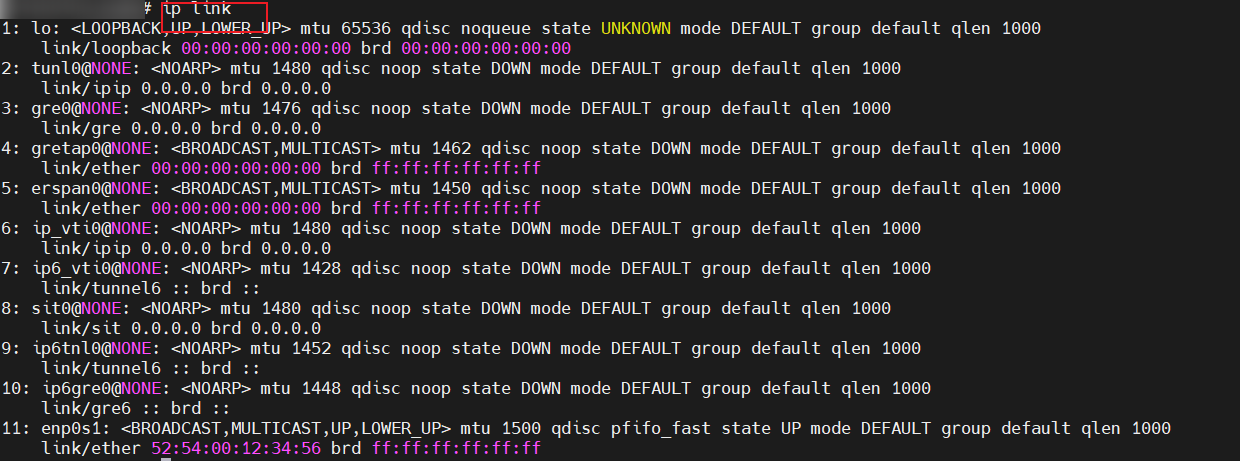 # ip link
1: lo: <LOOPBACK,UP,LOWER_UP> mtu 65536 qdisc noqueue state UNKNOWN mode DEFAULT group default qlen 1000
    link/loopback 00:00:00:00:00:00 brd 00:00:00:00:00:00
2: tunl0@NONE: <NOARP> mtu 1480 qdisc noop state DOWN mode DEFAULT group default qlen 1000
    link/ipip 0.0.0.0 brd 0.0.0.0
3: gre0@NONE: <NOARP> mtu 1476 qdisc noop state DOWN mode DEFAULT group default qlen 1000
    link/gre 0.0.0.0 brd 0.0.0.0
4: gretap0@NONE: <BROADCAST,MULTICAST> mtu 1462 qdisc noop state DOWN mode DEFAULT group default qlen 1000
    link/ether 00:00:00:00:00:00 brd ff:ff:ff:ff:ff:ff
5: erspan0@NONE: <BROADCAST,MULTICAST> mtu 1450 qdisc noop state DOWN mode DEFAULT group default qlen 1000
    link/ether 00:00:00:00:00:00 brd ff:ff:ff:ff:ff:ff
6: ip_vti0@NONE: <NOARP> mtu 1480 qdisc noop state DOWN mode DEFAULT group default qlen 1000
    link/ipip 0.0.0.0 brd 0.0.0.0
7: ip6_vti0@NONE: <NOARP> mtu 1428 qdisc noop state DOWN mode DEFAULT group default qlen 1000
    link/tunnel6 :: brd ::
8: sit0@NONE: <NOARP> mtu 1480 qdisc noop state DOWN mode DEFAULT group default qlen 1000
    link/sit 0.0.0.0 brd 0.0.0.0
9: ip6tnl0@NONE: <NOARP> mtu 1452 qdisc noop state DOWN mode DEFAULT group default qlen 1000
    link/tunnel6 :: brd ::
10: ip6gre0@NONE: <NOARP> mtu 1448 qdisc noop state DOWN mode DEFAULT group default qlen 1000
    link/gre6 :: brd ::
11: enp0s1: <BROADCAST,MULTICAST,UP,LOWER_UP> mtu 1500 qdisc pfifo_fast state UP mode DEFAULT group default qlen 1000
    link/ether 52:54:00:12:34:56 brd ff:ff:ff:ff:ff:ff